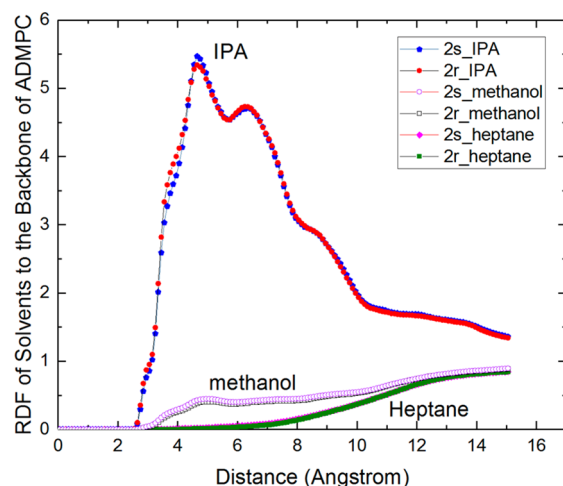 RDF of Solvents to the Backbone of ADMPC
6
5
4
3
2
1
0
IPA
2s_IPA
2r_IPA
2s_methanol
2r_methanol
2s_heptane
2r_heptane
methanol
Heptane
0 2 4 6 8 10 12 14 16
Distance (Angstrom)